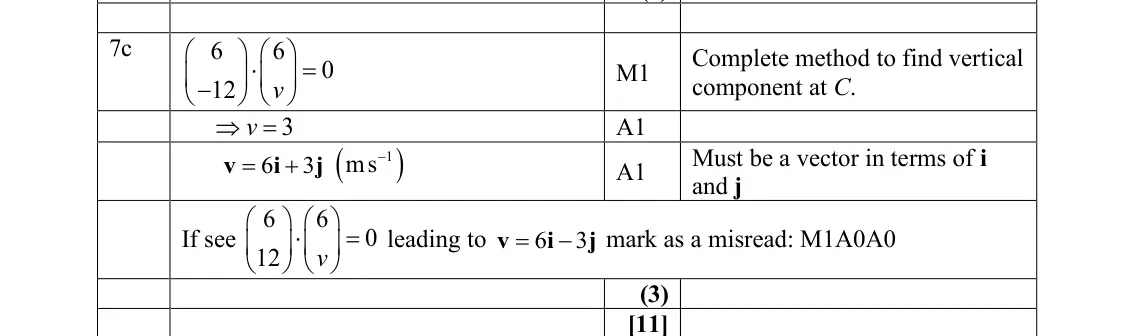 7c
( 6 −12 ) · ( 6 v ) = 0
M1
Complete method to find vertical
component at C.
⇒ v = 3
A1
v = 6i + 3j (m s⁻¹)
A1
Must be a vector in terms of i
and j
If see ( 6 12 ) · ( 6 v ) = 0 leading to v = 6i − 3j mark as a misread: M1A0A0
(3)
[11]